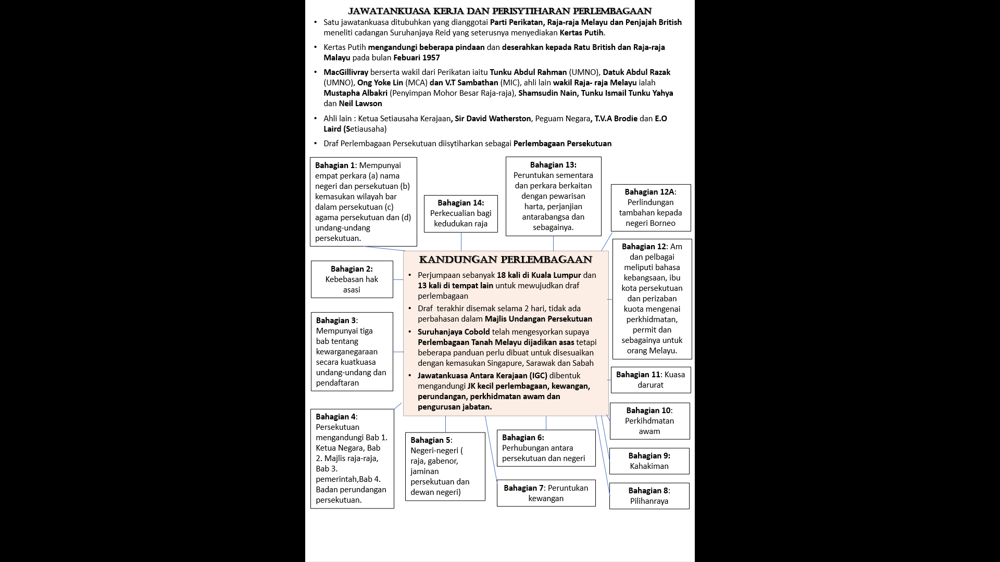 JAWATANKUASA KERJA DAN PERISYTIHARAN PERLEMBAGAAN
• Satu jawatankuasa ditubuhkan yang dianggotai Parti Perikatan, Raja-raja Melayu dan Penjajah British
meneliti cadangan Suruhanjaya Reid yang seterusnya menyediakan Kertas Putih.
• Kertas Putih mengandungi beberapa pindaan dan deserahkan kepada Ratu British dan Raja-raja
Malayu pada bulan Febuari 1957
• MacGillivray berserta wakil dari Perikatan iaitu Tunku Abdul Rahman (UMNO), Datuk Abdul Razak
(UMNO), Ong Yoke Lin (MCA) dan V.T Sambathan (MIC), ahli lain wakil Raja- raja Melayu ialah
Mustapha Albakri (Penyimpan Mohor Besar Raja-raja), Shamsudin Nain, Tunku Ismail Tunku Yahya
dan Neil Lawson
• Ahli lain : Ketua Setiausaha Kerajaan, Sir David Watherston, Peguam Negara, T.V.A Brodie dan E.O
Laird (Setiausaha)
• Draf Perlembagaan Persekutuan diisytiharkan sebagai Perlembagaan Persekutuan
Bahagian 1: Mempunyai
empat perkara (a) nama
negeri dan persekutuan (b)
kemasukan wilayah bar
dalam persekutuan (c)
agama persekutuan dan (d)
undang-undang
persekutuan.
Bahagian 14:
Perkecualian bagi
kedudukan raja
Bahagian 13:
Peruntukan sementara
dan perkara berkaitan
dengan pewarisan
harta, perjanjian
antarabangsa dan
sebagainya.
Bahagian 12A:
Perlindungan
tambahan kepada
negeri Borneo
Bahagian 2:
Kebebasan hak
asasi
Bahagian 3:
Mempunyai tiga
bab tentang
kewarganegaraan
secara kuatkuasa
undang-undang dan
pendaftaran
Bahagian 4:
Persekutuan
mengandungi Bab 1.
Ketua Negara, Bab
2. Majlis raja-raja,
Bab 3.
pemerintah,Bab 4.
Badan perundangan
persekutuan.
KANDUNGAN PERLEMBAGAAN
• Perjumpaan sebanyak 18 kali di Kuala Lumpur dan
13 kali di tempat lain untuk mewujudkan draf
perlembagaan
• Draf terakhir disemak selama 2 hari, tidak ada
perbahasan dalam Majlis Undangan Persekutuan
• Suruhanjaya Cobold telah mengesyorkan supaya
Perlembagaan Tanah Melayu dijadikan asas tetapi
beberapa panduan perlu dibuat untuk disesuaikan
dengan kemasukan Singapure, Sarawak dan Sabah
• Jawatankuasa Antara Kerajaan (IGC) dibentuk
mengandungi JK kecil perlembagaan, kewangan,
perundangan, perkhidmatan awam dan
pengurusan jabatan.
Bahagian 12: Am
dan pelbagai
meliputi bahasa
kebangsaan, ibu
kota persekutuan
dan perizaban
kuota mengenai
perkhidmatan,
permit dan
sebagainya untuk
orang Melayu.
Bahagian 11: Kuasa
darurat
Bahagian 10:
Perkihdmatan
awam
Bahagian 9:
Kahakiman
Bahagian 8:
Pilihanraya
Bahagian 5:
Negeri-negeri (
raja, gabenor,
jaminan
persekutuan dan
dewan negeri)
Bahagian 6:
Perhubungan antara
persekutuan dan negeri
Bahagian 7: Peruntukan
kewangan